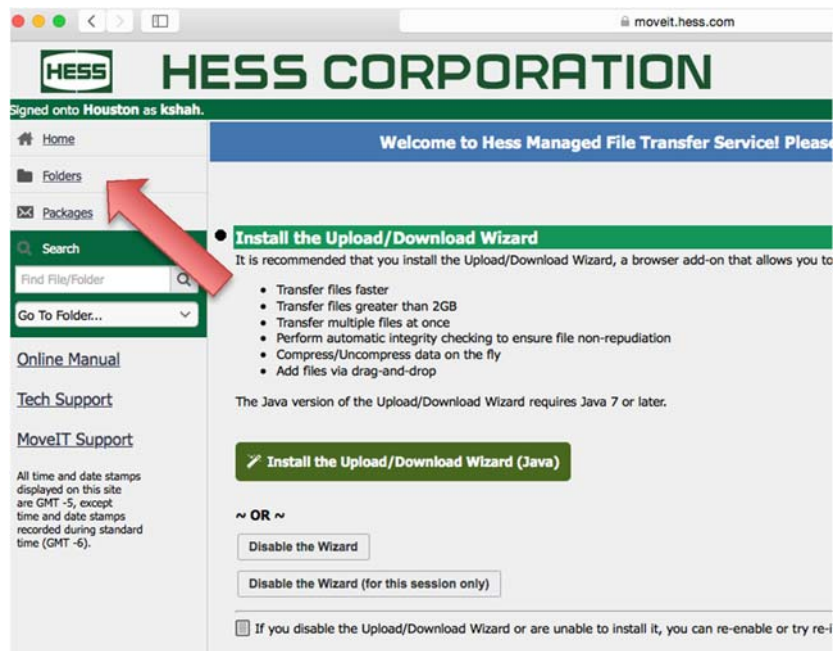 moveit.hess.com
HESS HESS CORPORATION
Signed onto Houston as kshah.
Home
Folders
Packages
Search
Find File/Folder
Go To Folder...
Online Manual
Tech Support
MoveIT Support
All time and date stamps
displayed on this site
are GMT -5, except
time and date stamps
recorded during standard
time (GMT -6).
Welcome to Hess Managed File Transfer Service! Please
Install the Upload/Download Wizard
It is recommended that you install the Upload/Download Wizard, a browser add-on that allows you to
• Transfer files faster
• Transfer files greater than 2GB
• Transfer multiple files at once
• Perform automatic integrity checking to ensure file non-repudiation
• Compress/Uncompress data on the fly
• Add files via drag-and-drop
The Java version of the Upload/Download Wizard requires Java 7 or later.
Install the Upload/Download Wizard (Java)
~ OR ~
Disable the Wizard
Disable the Wizard (for this session only)
If you disable the Upload/Download Wizard or are unable to install it, you can re-enable or try re-i